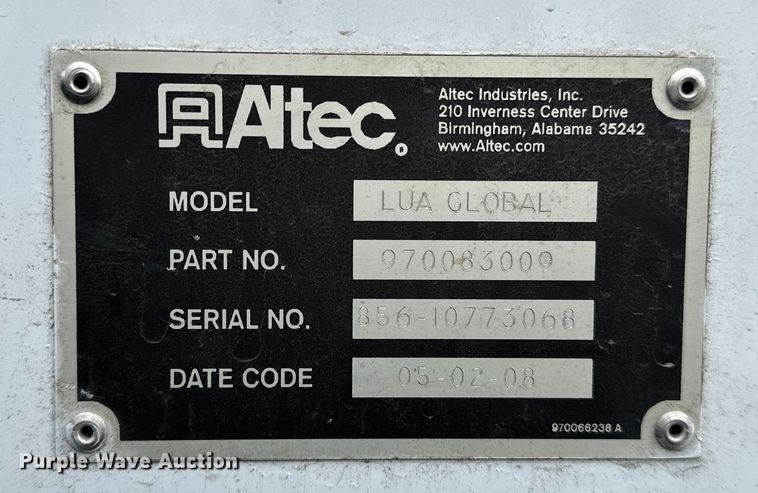 Altec
Altec Industries, Inc.
210 Inverness Center Drive
Birmingham, Alabama 35242
www.Altec.com
MODEL LUA GLOBAL
PART NO. 970083009
SERIAL NO. 856-10773068
DATE CODE 05-02-08
970066238 A
Purple Wave Auction